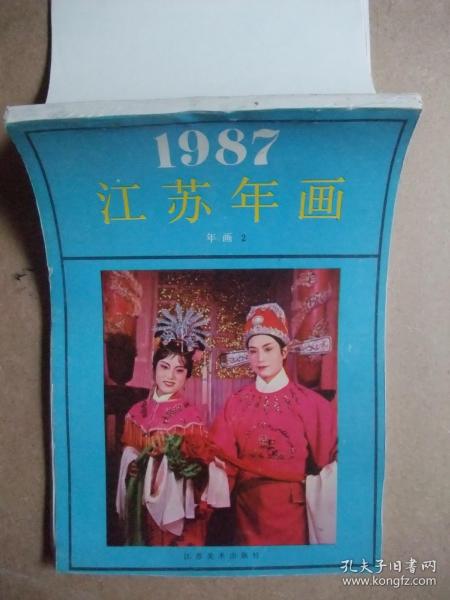 1987
江苏年画
年画 2
江苏美术出版社
孔夫子旧书网
www.kongfz.com